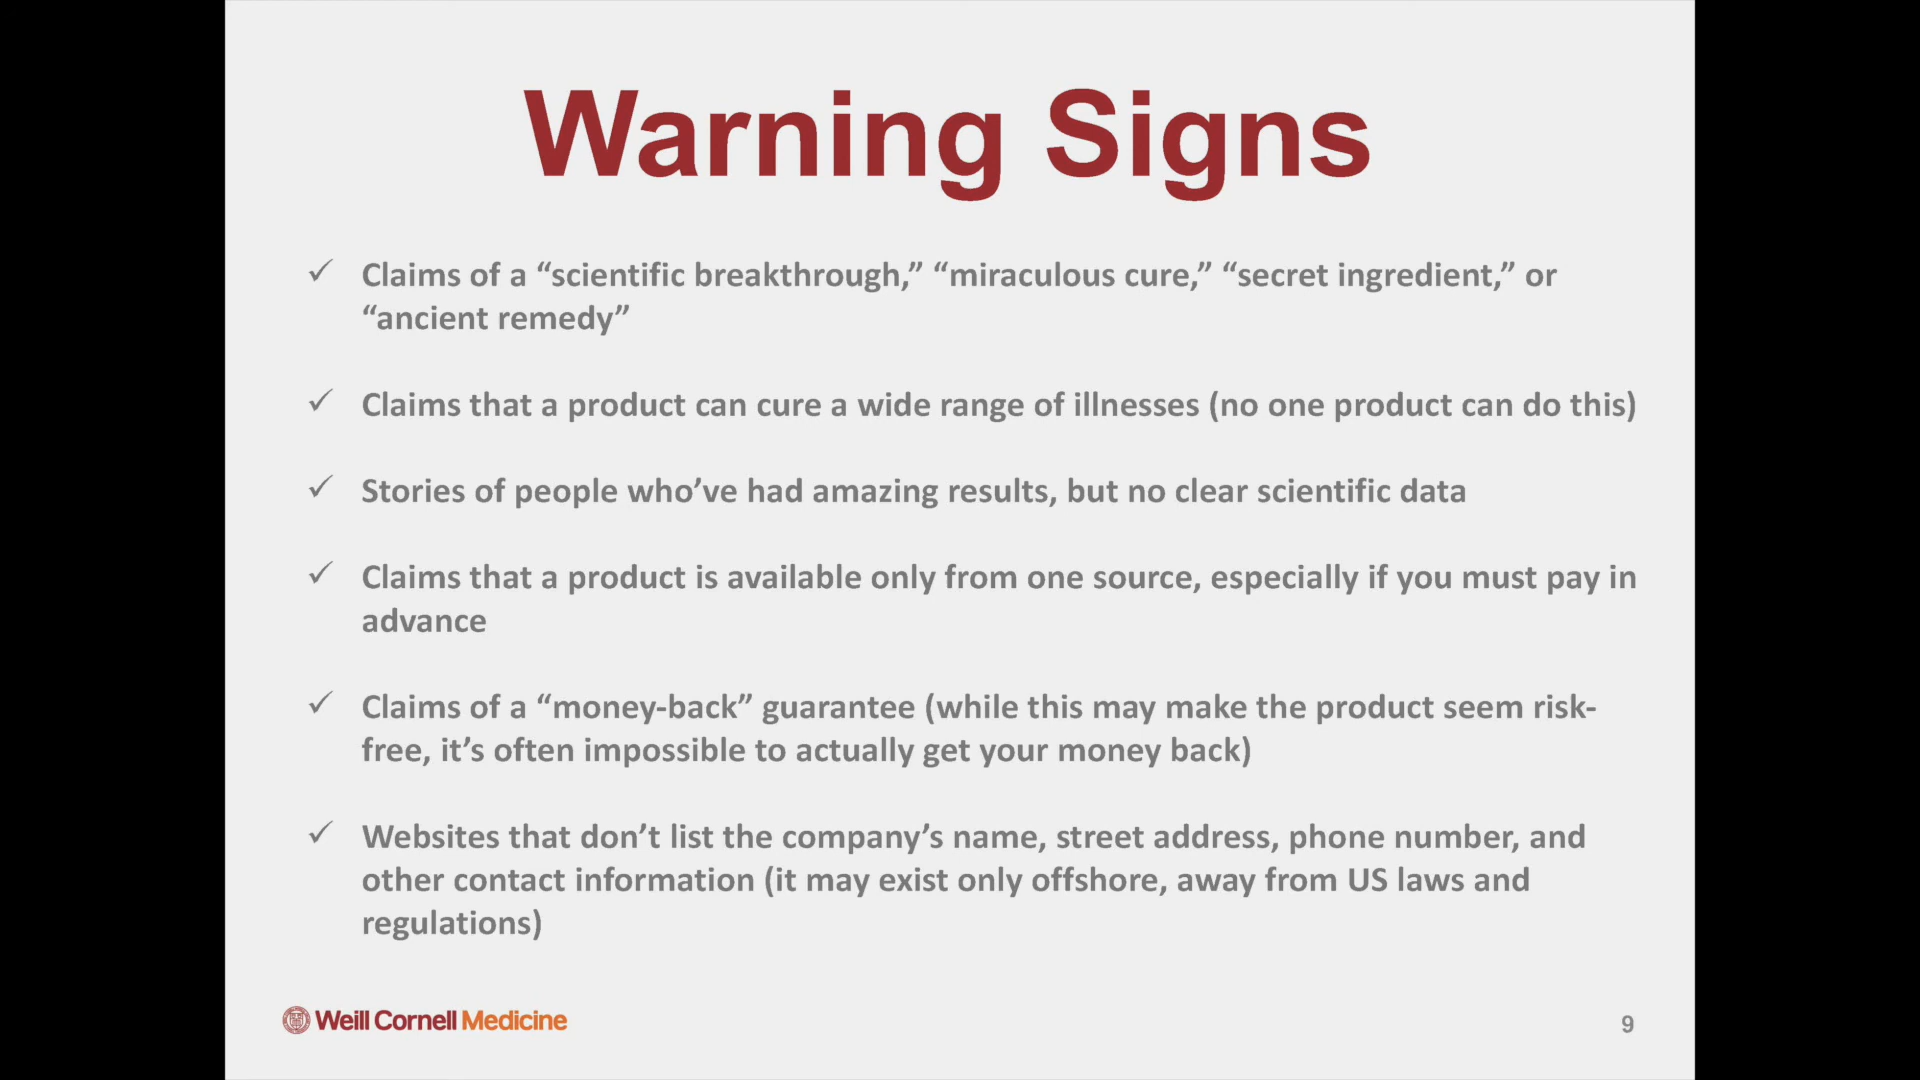 Warning Signs
✓ Claims of a “scientific breakthrough,” “miraculous cure,” “secret ingredient,” or
“ancient remedy”
✓ Claims that a product can cure a wide range of illnesses (no one product can do this)
✓ Stories of people who’ve had amazing results, but no clear scientific data
✓ Claims that a product is available only from one source, especially if you must pay in
advance
✓ Claims of a “money-back” guarantee (while this may make the product seem risk-
free, it’s often impossible to actually get your money back)
✓ Websites that don’t list the company’s name, street address, phone number, and
other contact information (it may exist only offshore, away from US laws and
regulations)
Weill Cornell Medicine
9